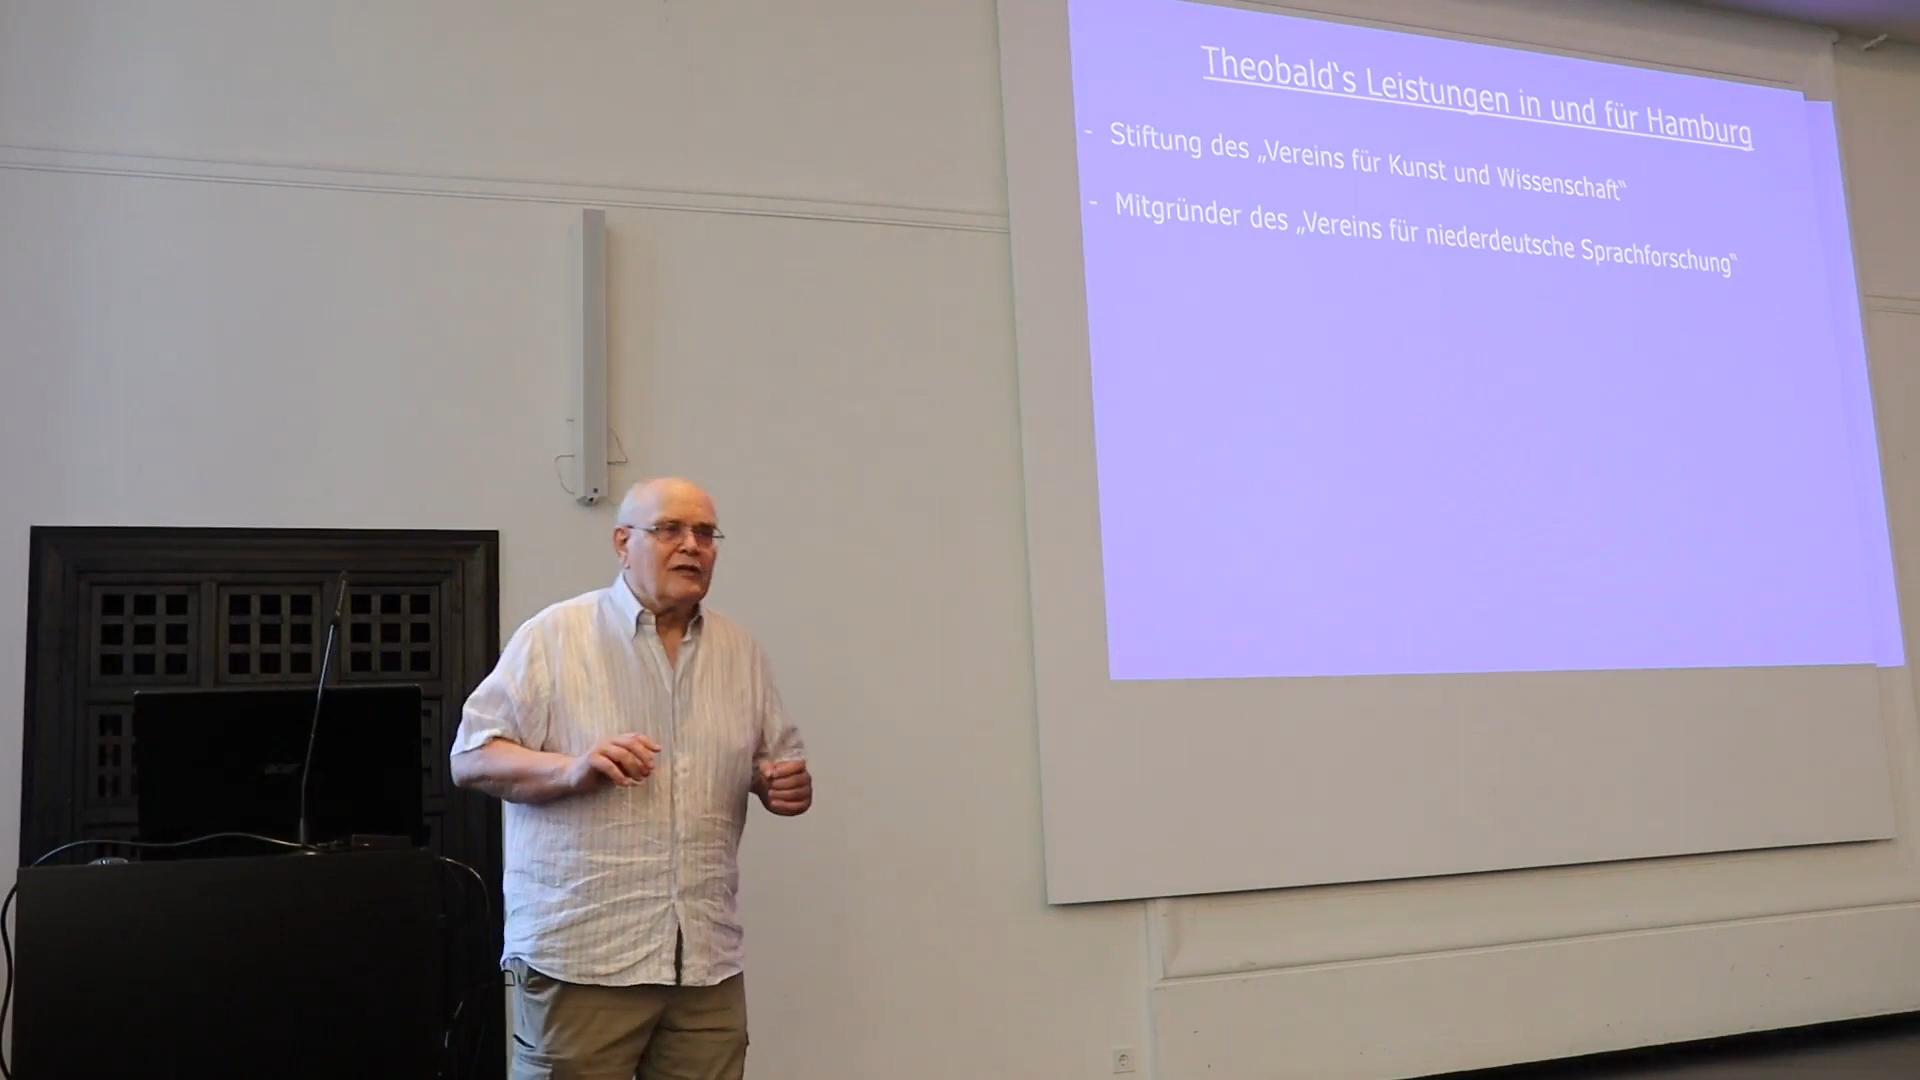 Theobald‘s Leistungen in und für Hamburg
- Stiftung des „Vereins für Kunst und Wissenschaft“
- Mitgründer des „Vereins für niederdeutsche Sprachforschung“
acer